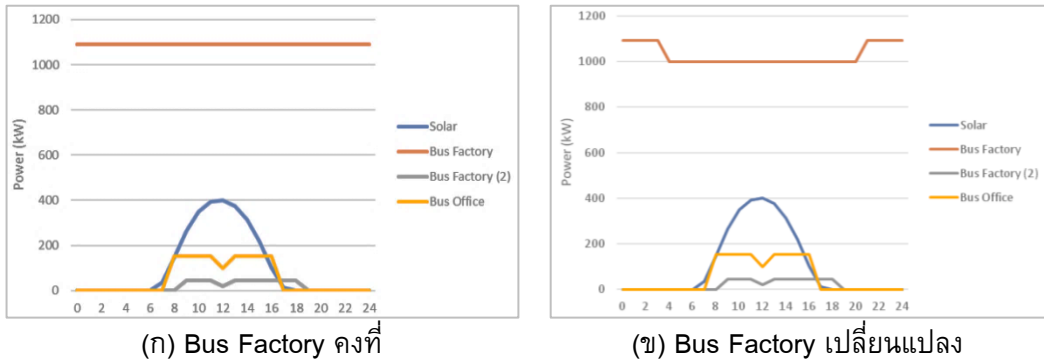 1200
1000
800
600
400
200
0
Power (kW)
0 2 4 6 8 10 12 14 16 18 20 22 24
Solar
Bus Factory
Bus Factory (2)
Bus Office
(ก) Bus Factory คงที่
1200
1000
800
600
400
200
0
Power (kW)
0 2 4 6 8 10 12 14 16 18 20 22 24
Solar
Bus Factory
Bus Factory (2)
Bus Office
(ข) Bus Factory เปลี่ยนแปลง